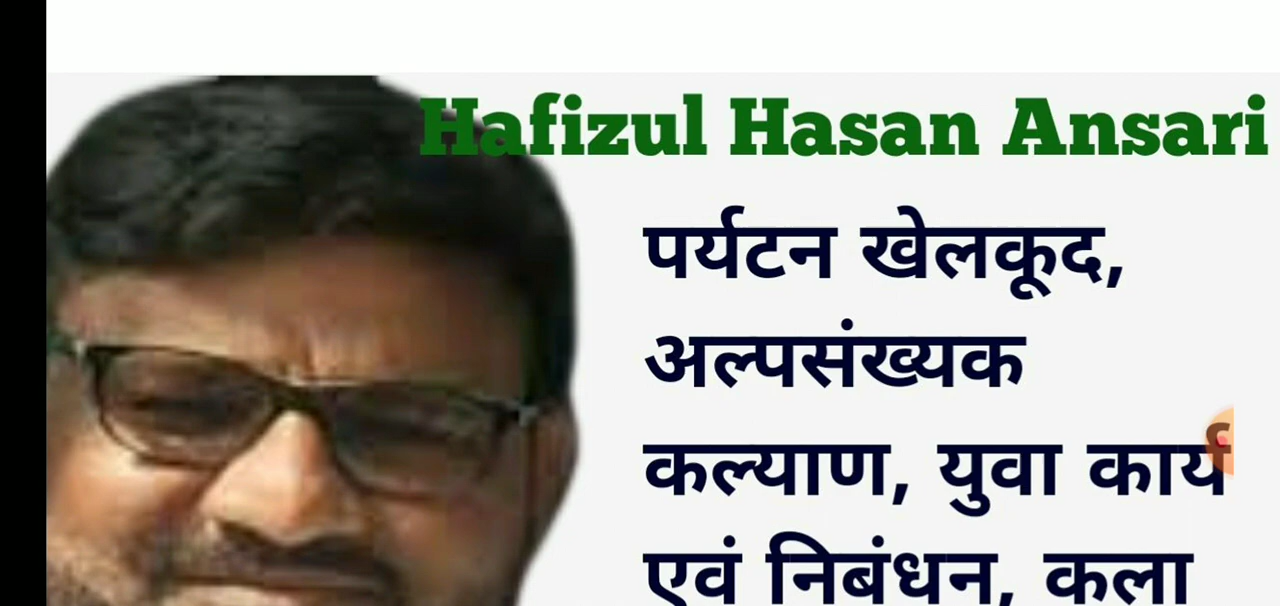 Hafizul Hasan Ansari
पर्यटन खेलकूद,
अल्पसंख्यक
कल्याण, युवा कार्य
एवं निबंधन, कला